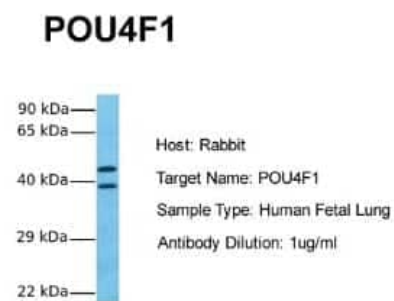 POU4F1
90 kDa
65 kDa
Host: Rabbit
Target Name: POU4F1
40 kDa
Sample Type: Human Fetal Lung
29 kDa
Antibody Dilution: 1ug/ml
22 kDa